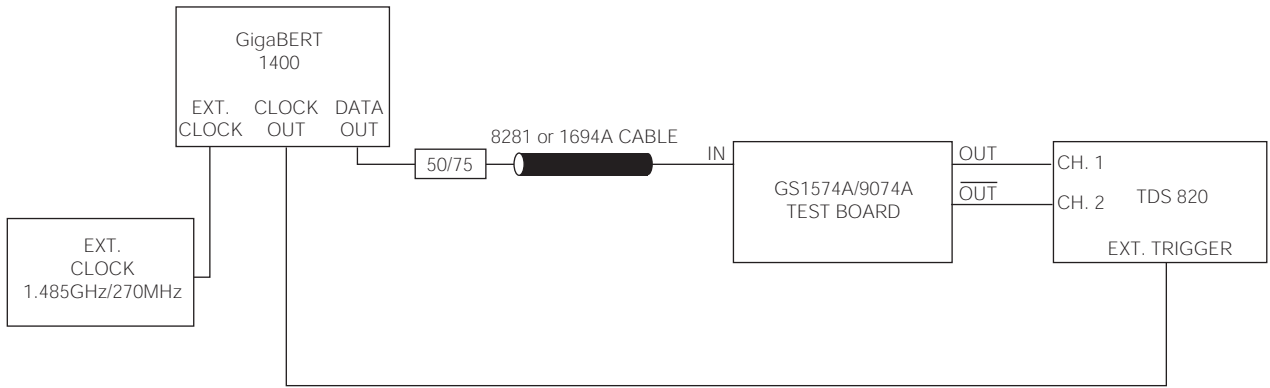 GigaBERT
1400
EXT. CLOCK DATA
CLOCK OUT OUT
8281 or 1694A CABLE
50/75
IN
GS1574A/9074A
TEST BOARD
OUT
OUT
CH. 1
CH. 2
TDS 820
EXT. TRIGGER
EXT.
CLOCK
1.485GHz/270MHz